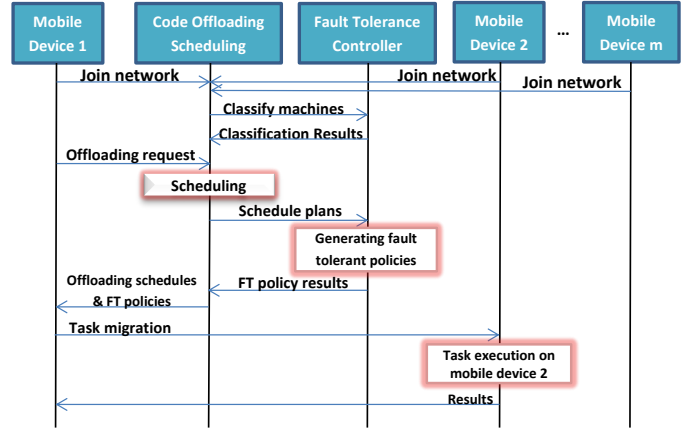 Mobile
Device 1
Code Offloading
Scheduling
Fault Tolerance
Controller
Mobile
Device 2
...
Mobile
Device m
Join network
Join network
Join network
Classify machines
Classification Results
Offloading request
Scheduling
Schedule plans
Generating fault
tolerant policies
Offloading schedules
& FT policies
FT policy results
Task migration
Task execution on
mobile device 2
Results